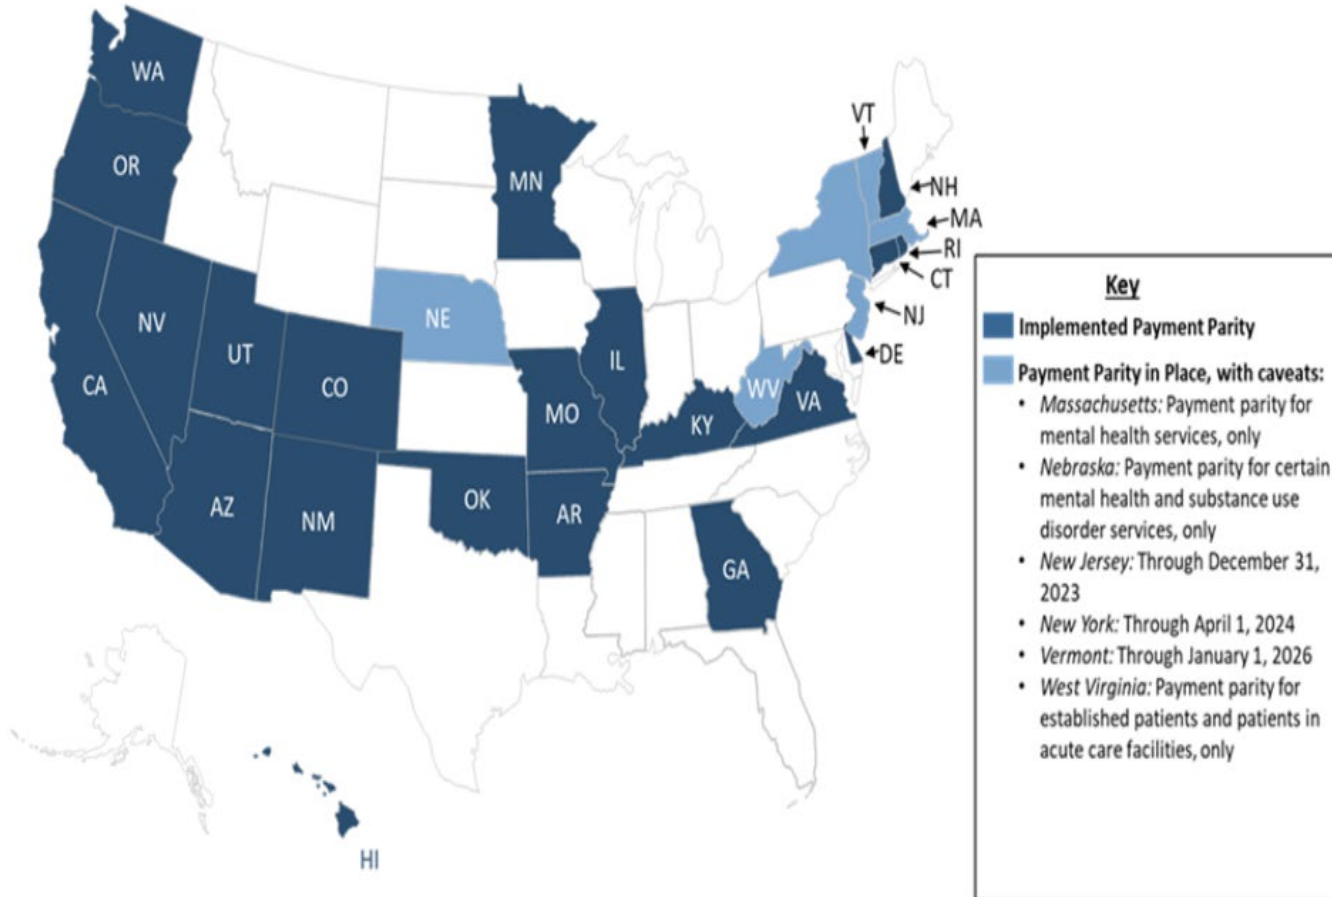 WA
VT
OR
MN
NH
MA
RI
CT
NE
NJ
NV
UT
IL
DE
CO
CA
WV
VA
MO
KY
OK
AR
AZ
NM
GA
HI
Key
Implemented Payment Parity
Payment Parity in Place, with caveats:
• Massachusetts: Payment parity for
mental health services, only
• Nebraska: Payment parity for certain
mental health and substance use
disorder services, only
• New Jersey: Through December 31,
2023
• New York: Through April 1, 2024
• Vermont: Through January 1, 2026
• West Virginia: Payment parity for
established patients and patients in
acute care facilities, only